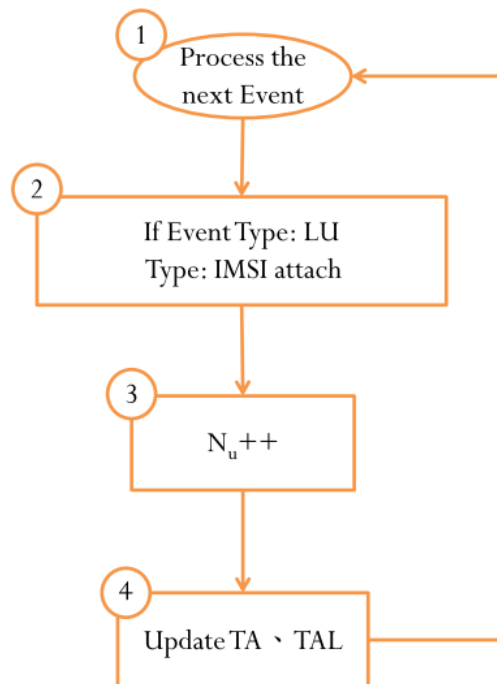 1
Process the
next Event
2
If Event Type: LU
Type: IMSI attach
3
Nᵤ++
4
Update TA、TAL